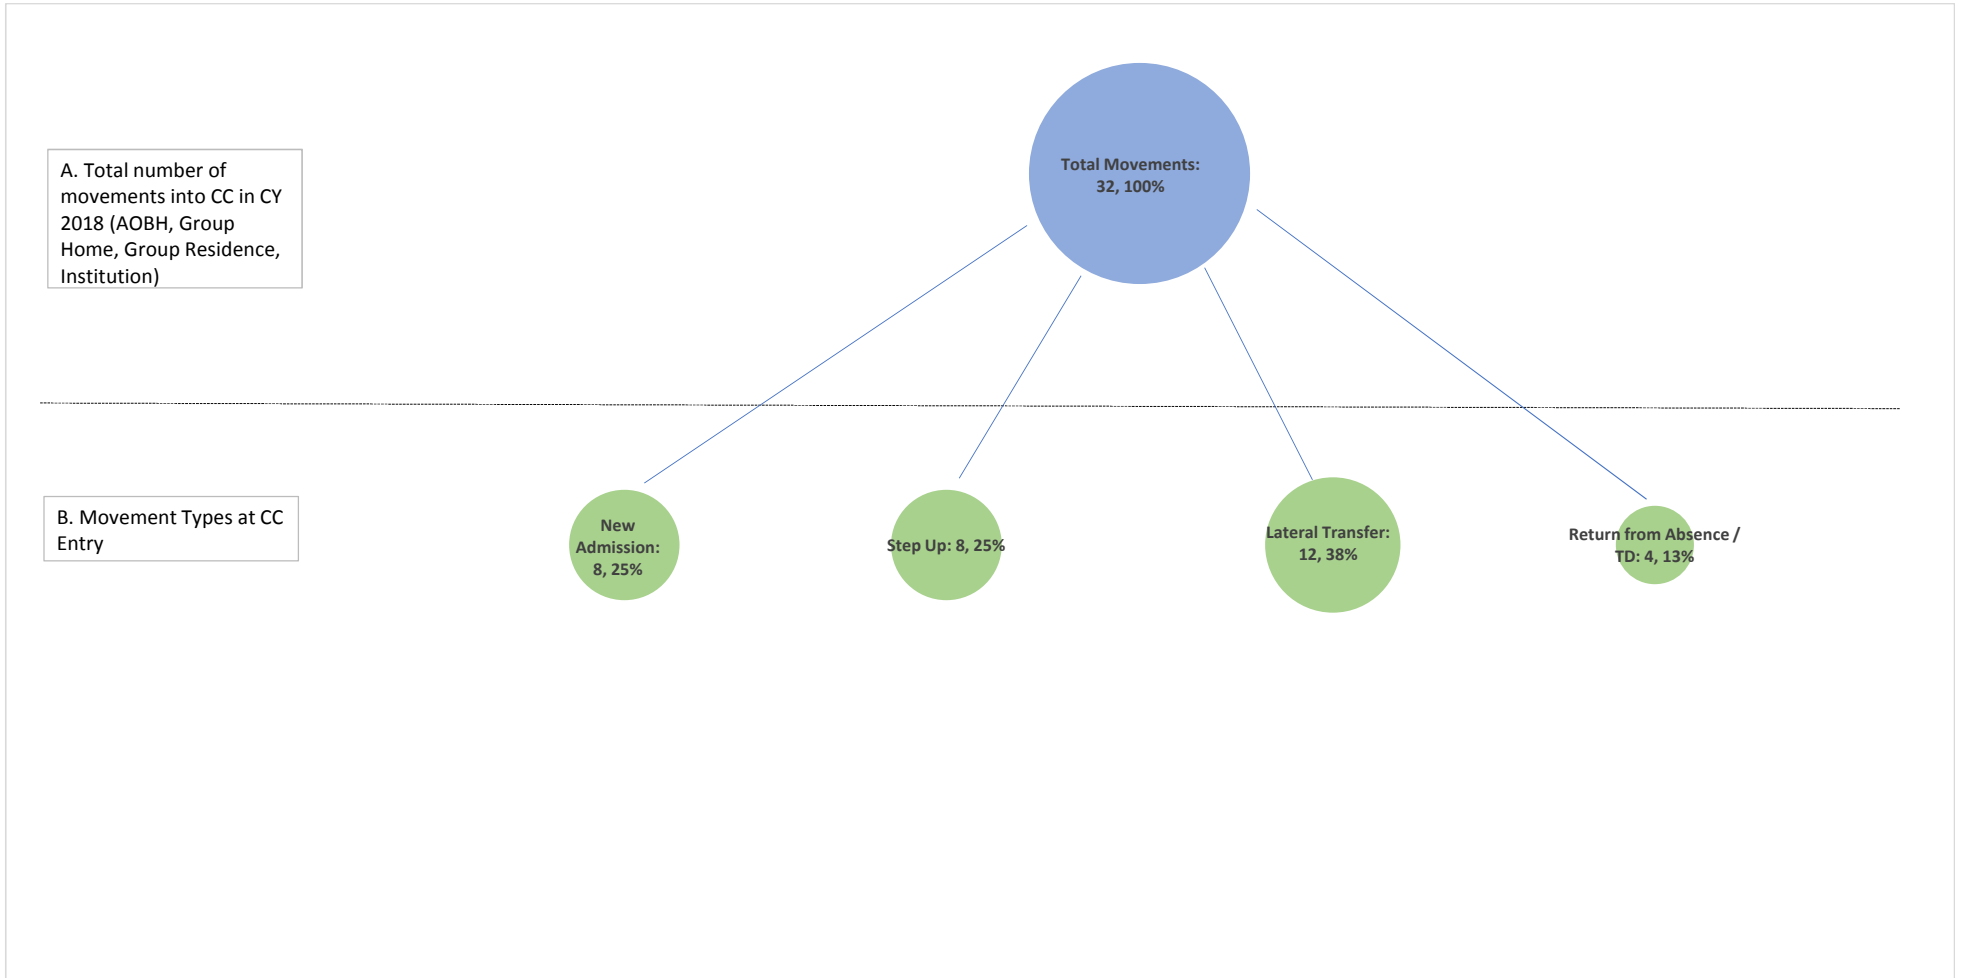 Total Movements:
32, 100%
A. Total number of
movements into CC in CY
2018 (AOBH, Group
Home, Group Residence,
Institution)
B. Movement Types at CC
Entry
New
Admission:
8, 25%
Step Up: 8, 25%
Lateral Transfer:
12, 38%
Return from Absence /
TD: 4, 13%